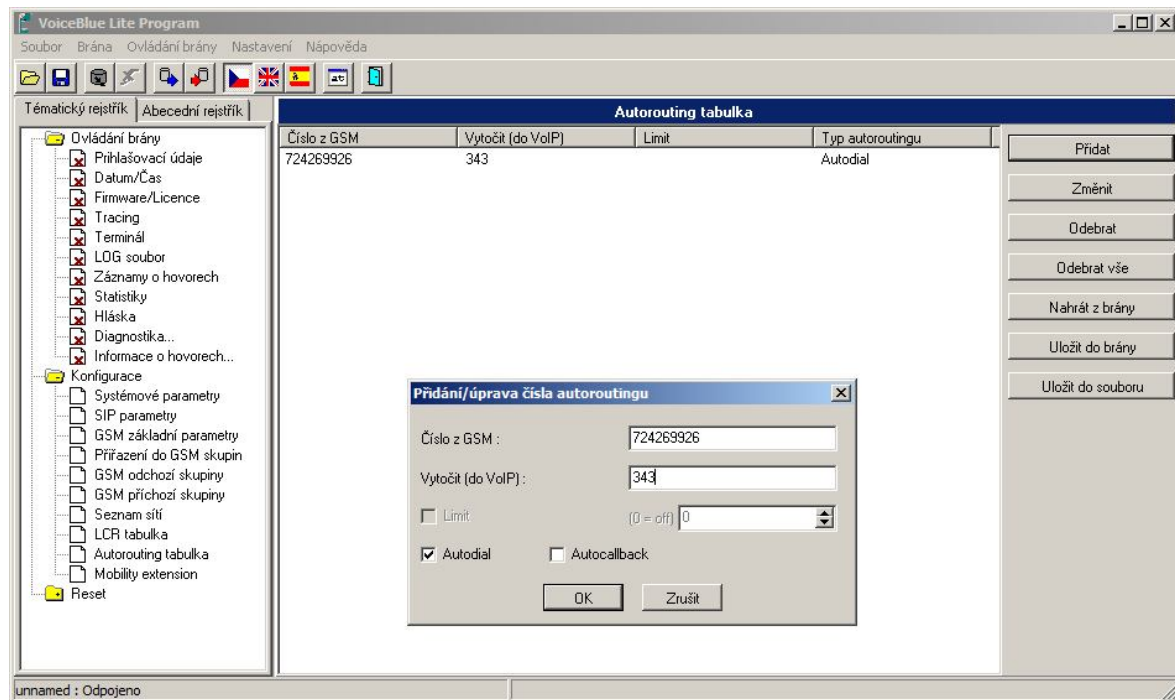 VoiceBlue Lite Program
Soubor Brána Ovládání brány Nastavení Nápověda
Tématický rejstřík Abecední rejstřík
Autorouting tabulka
Ovládání brány
Prihlašovací údaje
Datum/Čas
Firmware/Licence
Tracing
Terminál
LOG soubor
Záznamy o hovorech
Statistiky
Hláska
Diagnostika...
Informace o hovorech...
Konfigurace
Systémové parametry
SIP parametry
GSM základní parametry
Přiřazení do GSM skupin
GSM odchozí skupiny
GSM příchozí skupiny
Seznam sítí
LCR tabulka
Autorouting tabulka
Mobility extension
Reset
Číslo z GSM Vytočit (do VoIP) Limit Typ autoroutingu
724269926 343 Autodial
Přidat
Změnit
Odebrat
Odebrat vše
Nahrát z brány
Uložit do brány
Uložit do souboru
Přidání/úprava čísla autoroutingu
Číslo z GSM : 724269926
Vytočit (do VoIP) : 343
Limit (0 = off) 0
Autodial Autocallback
OK Zrušit
unnamed : Odpojeno